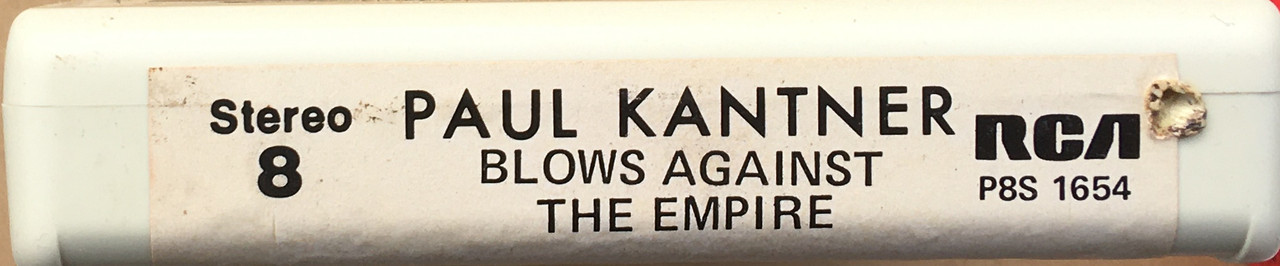 Stereo
8
PAUL KANTNER
BLOWS AGAINST
THE EMPIRE
RCA
P8S 1654